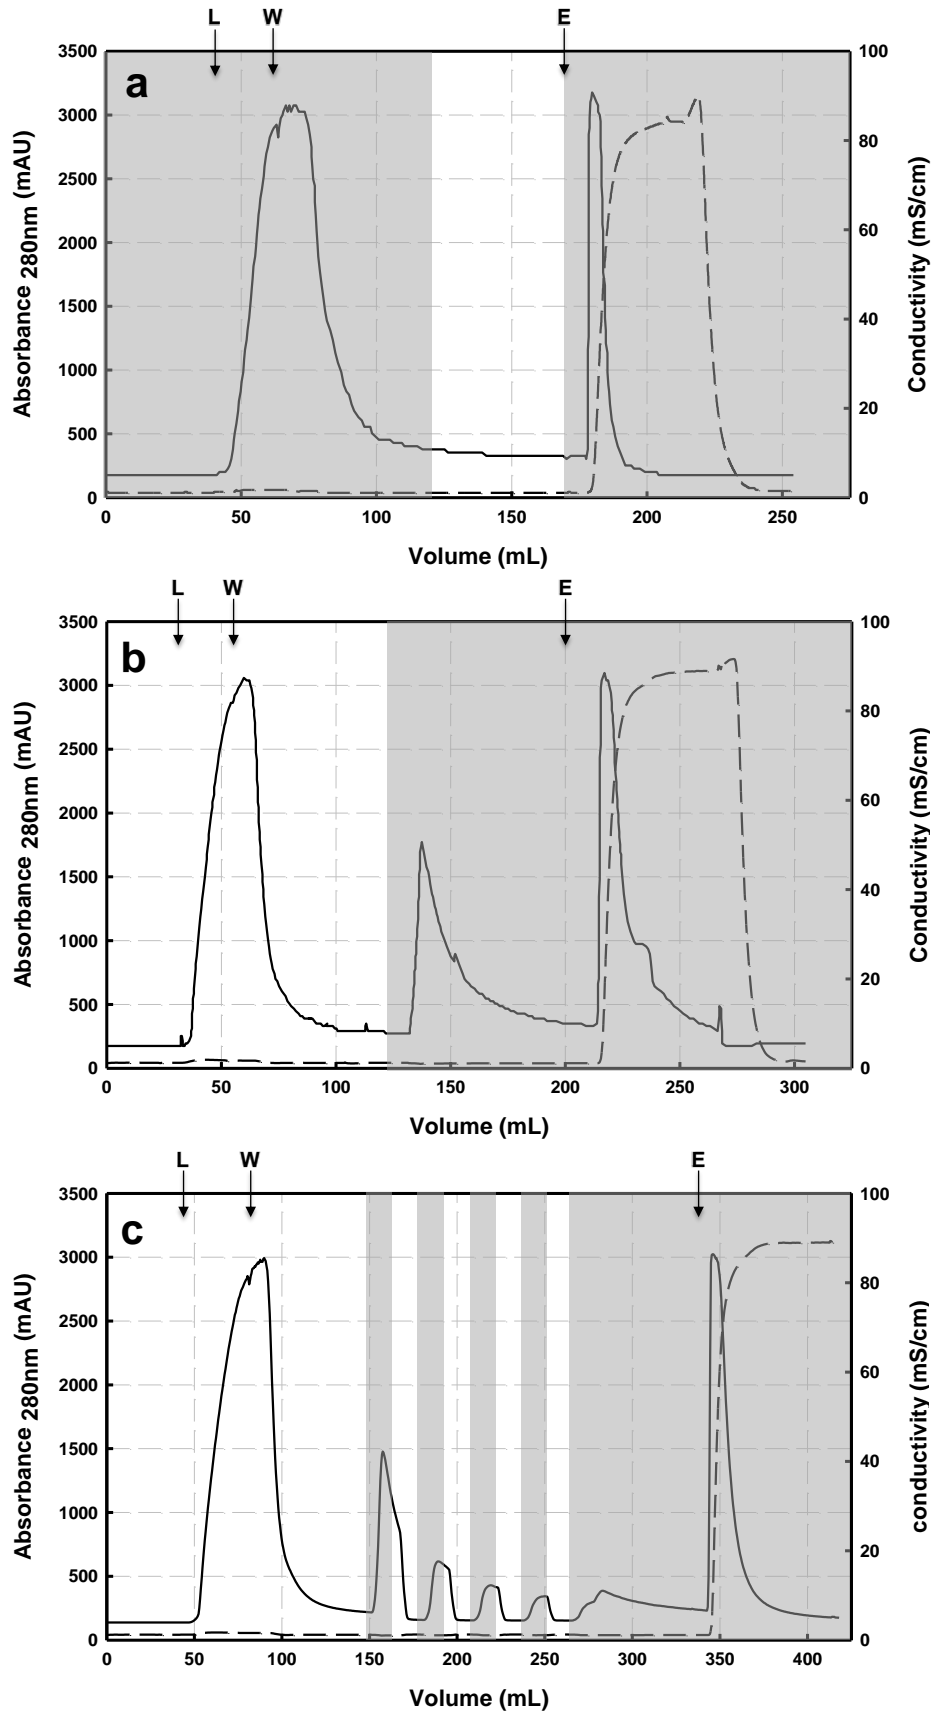 L W E
3500 100
a
3000
80
2500
60
2000
1500
40
1000
20
500
0 0
0 50 100 150 200 250
Absorbance 280nm (mAU)
Conductivity (mS/cm)
Volume (mL)
L W E
3500 100
b
3000
80
2500
60
2000
1500
40
1000
20
500
0 0
0 50 100 150 200 250 300
Absorbance 280nm (mAU)
Conductivity (mS/cm)
Volume (mL)
L W E
3500 100
c
3000
80
2500
60
2000
1500
40
1000
20
500
0 0
0 50 100 150 200 250 300 350 400
Absorbance 280nm (mAU)
conductivity (mS/cm)
Volume (mL)